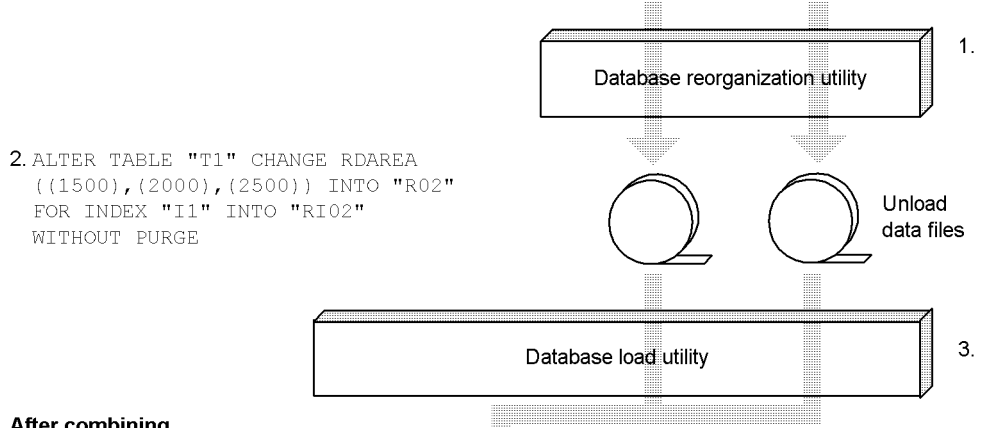 1.
Database reorganization utility
2. ALTER TABLE "T1" CHANGE RDAREA
((1500),(2000),(2500)) INTO "R02"
FOR INDEX "I1" INTO "RI02"
WITHOUT PURGE
Unload
data files
Database load utility
3.
After combining